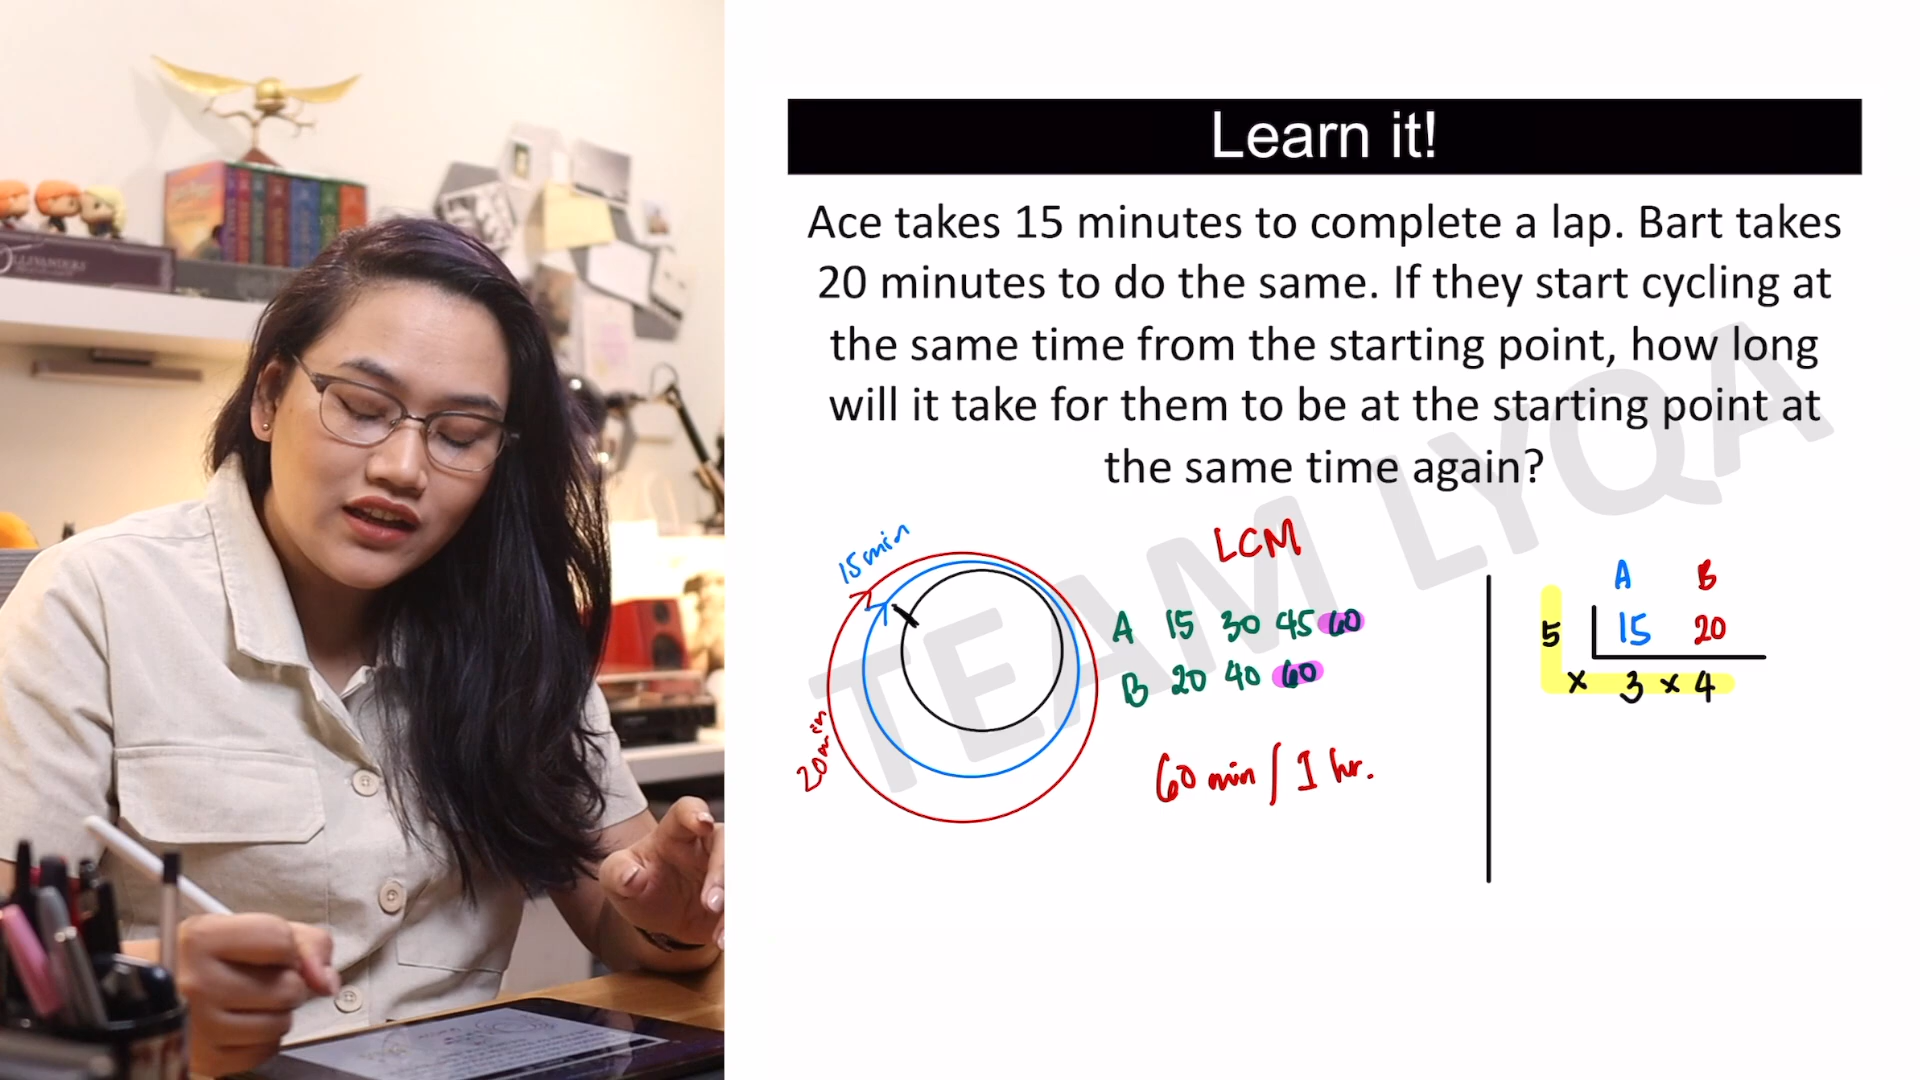 OLLIVANDERS
Learn it!
Ace takes 15 minutes to complete a lap. Bart takes
20 minutes to do the same. If they start cycling at
the same time from the starting point, how long
will it take for them to be at the starting point at
the same time again?
TEAM LYQA
15 min
20 min
LCM
A 15 30 45 60
B 20 40 60
60 min / 1 hr.
A B
5 15 20
x 3 x 4